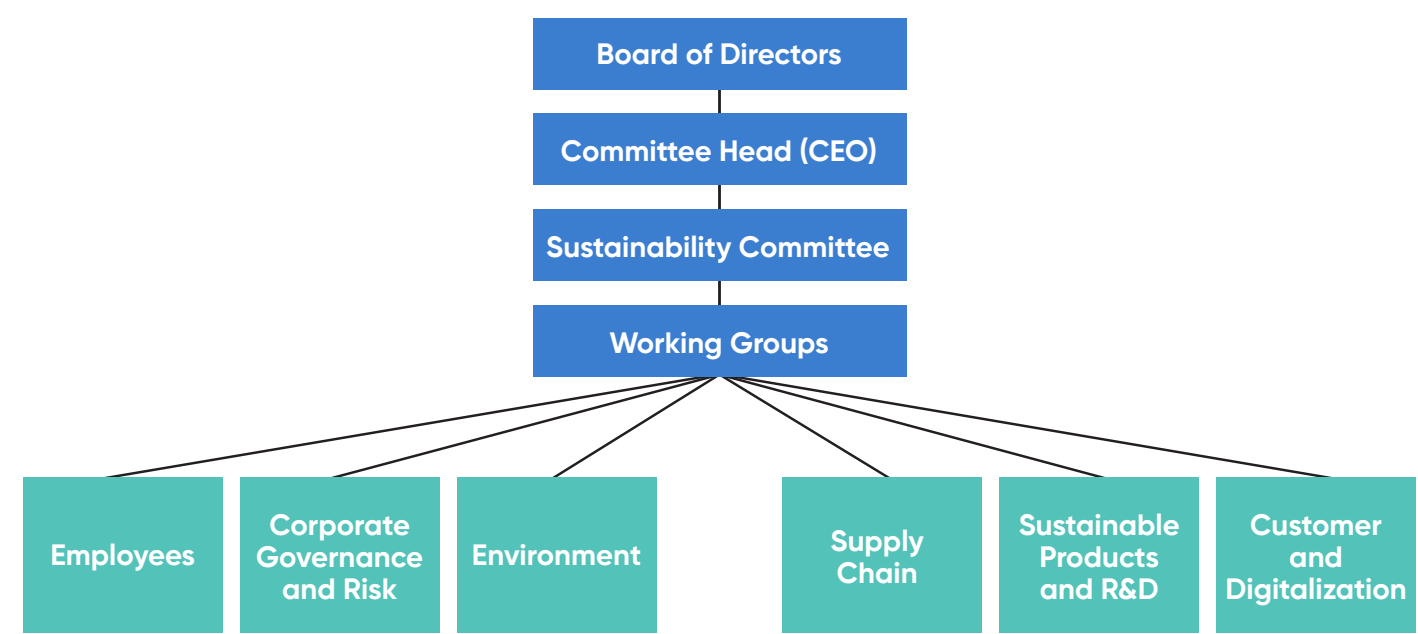 Board of Directors
Committee Head (CEO)
Sustainability Committee
Working Groups
Employees
Corporate
Governance
and Risk
Environment
Supply
Chain
Sustainable
Products
and R&D
Customer
and
Digitalization